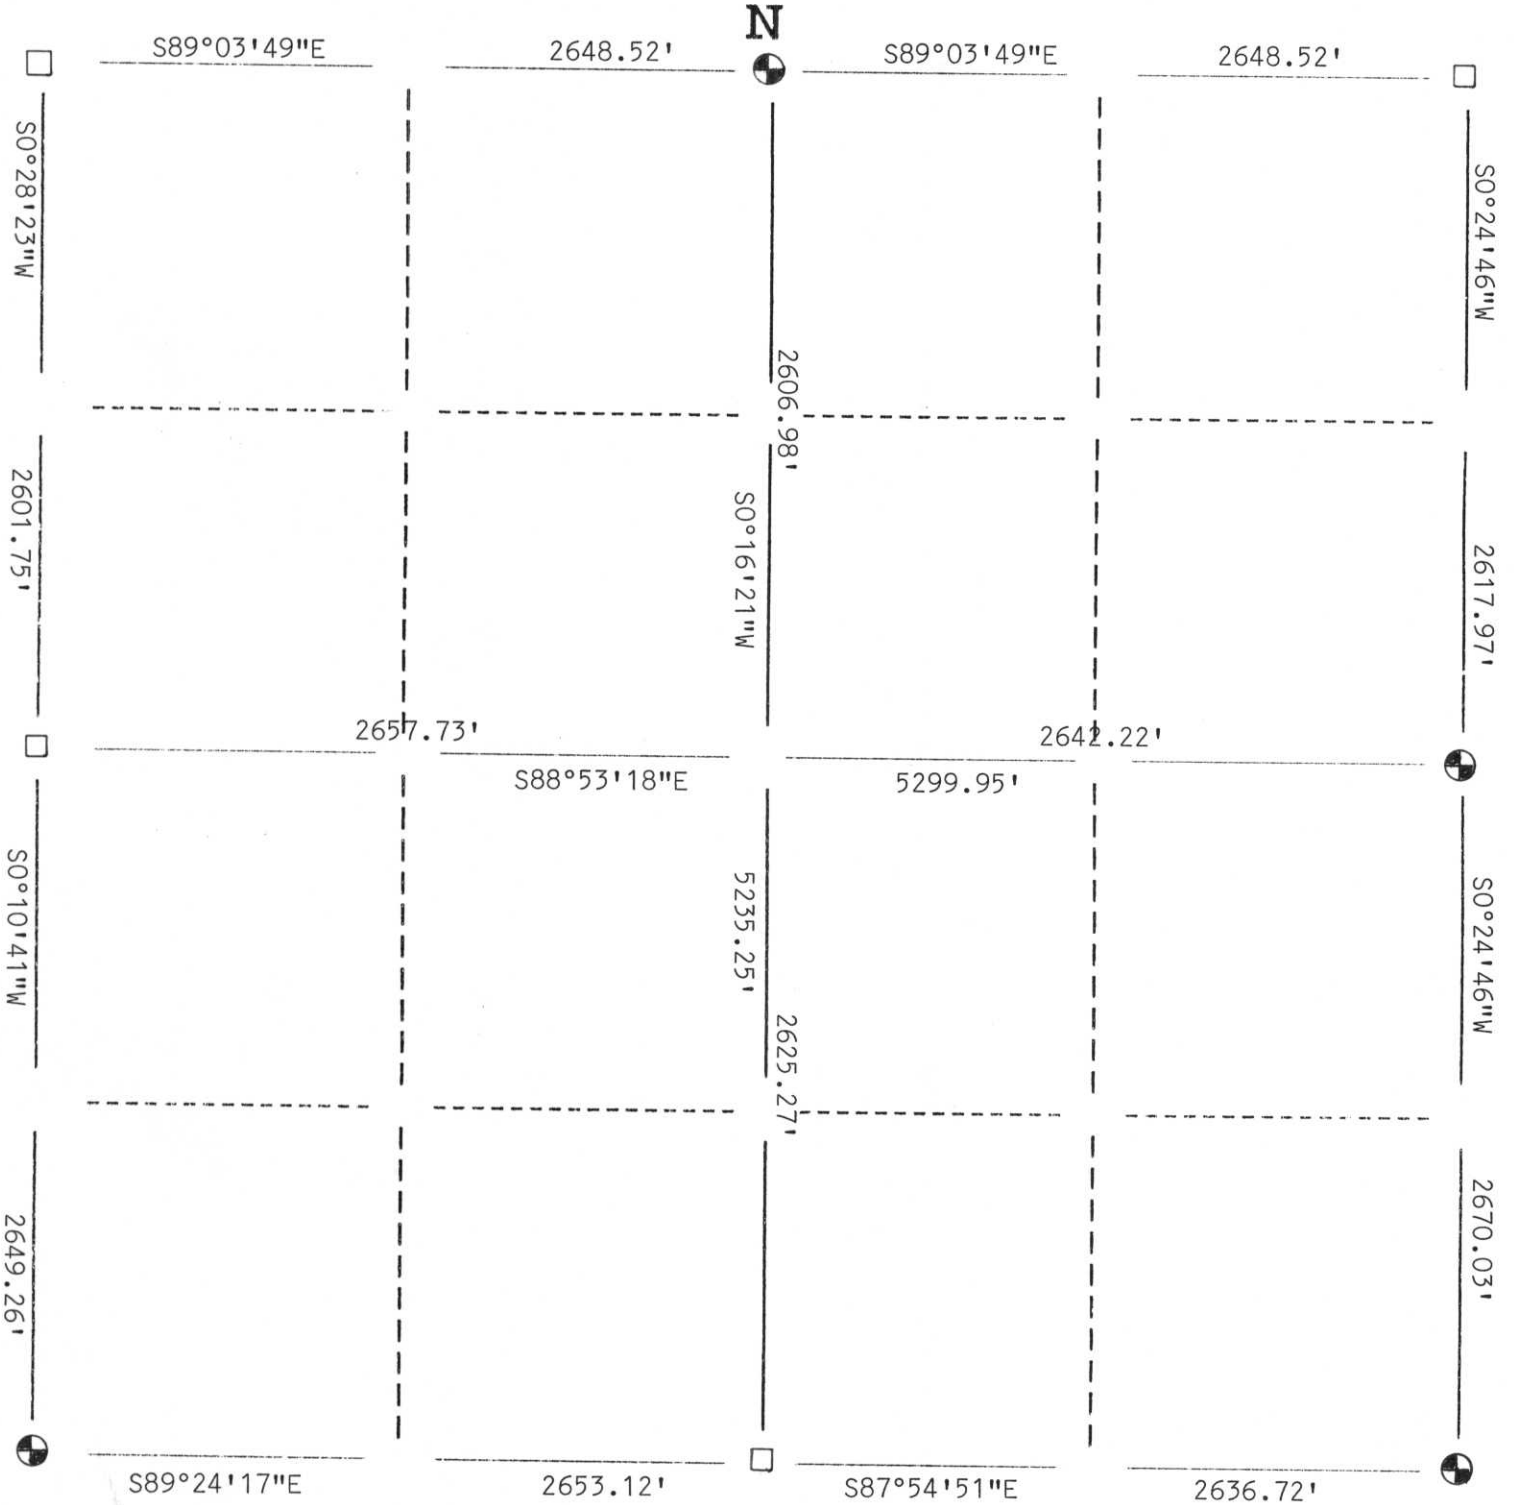 N
S89°03'49"E 2648.52' S89°03'49"E 2648.52'
S0°28'23"W
S0°24'46"W
2606.98'
2601.75'
S0°16'21"W
2617.97'
2657.73' 2642.22'
S88°53'18"E 5299.95'
S0°10'41"W
5235.25'
S0°24'46"W
2625.27'
2649.26'
2670.03'
S89°24'17"E 2653.12' S87°54'51"E 2636.72'